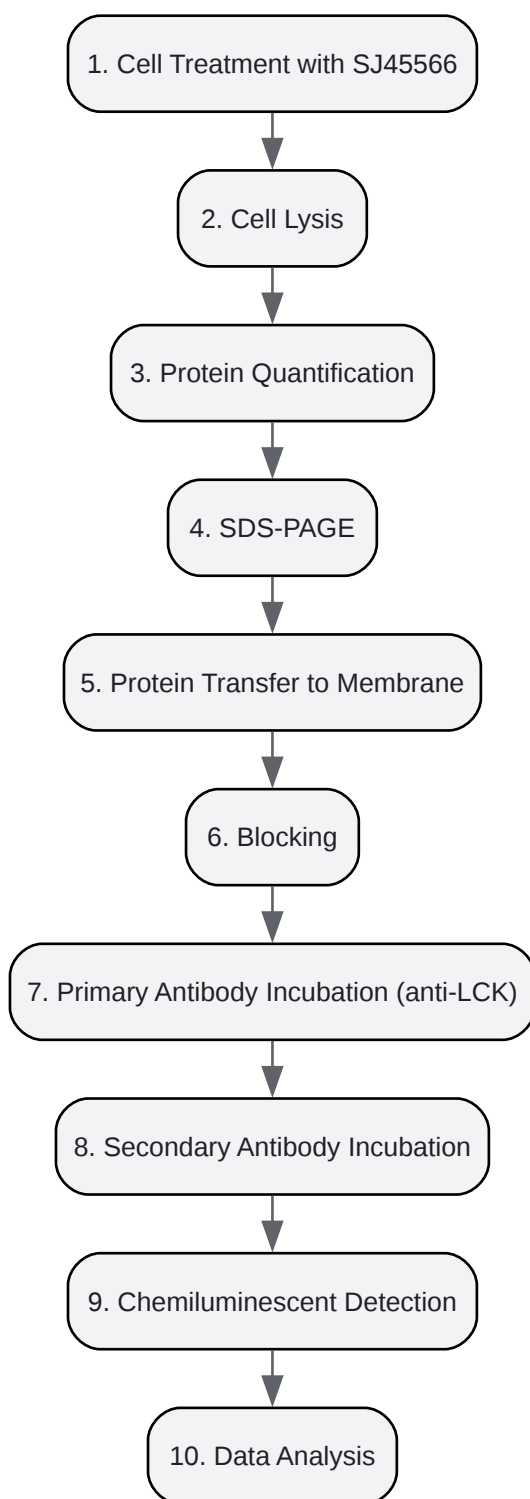 1. Cell Treatment with SJ45566
2. Cell Lysis
3. Protein Quantification
4. SDS-PAGE
5. Protein Transfer to Membrane
6. Blocking
7. Primary Antibody Incubation (anti-LCK)
8. Secondary Antibody Incubation
9. Chemiluminescent Detection
10. Data Analysis